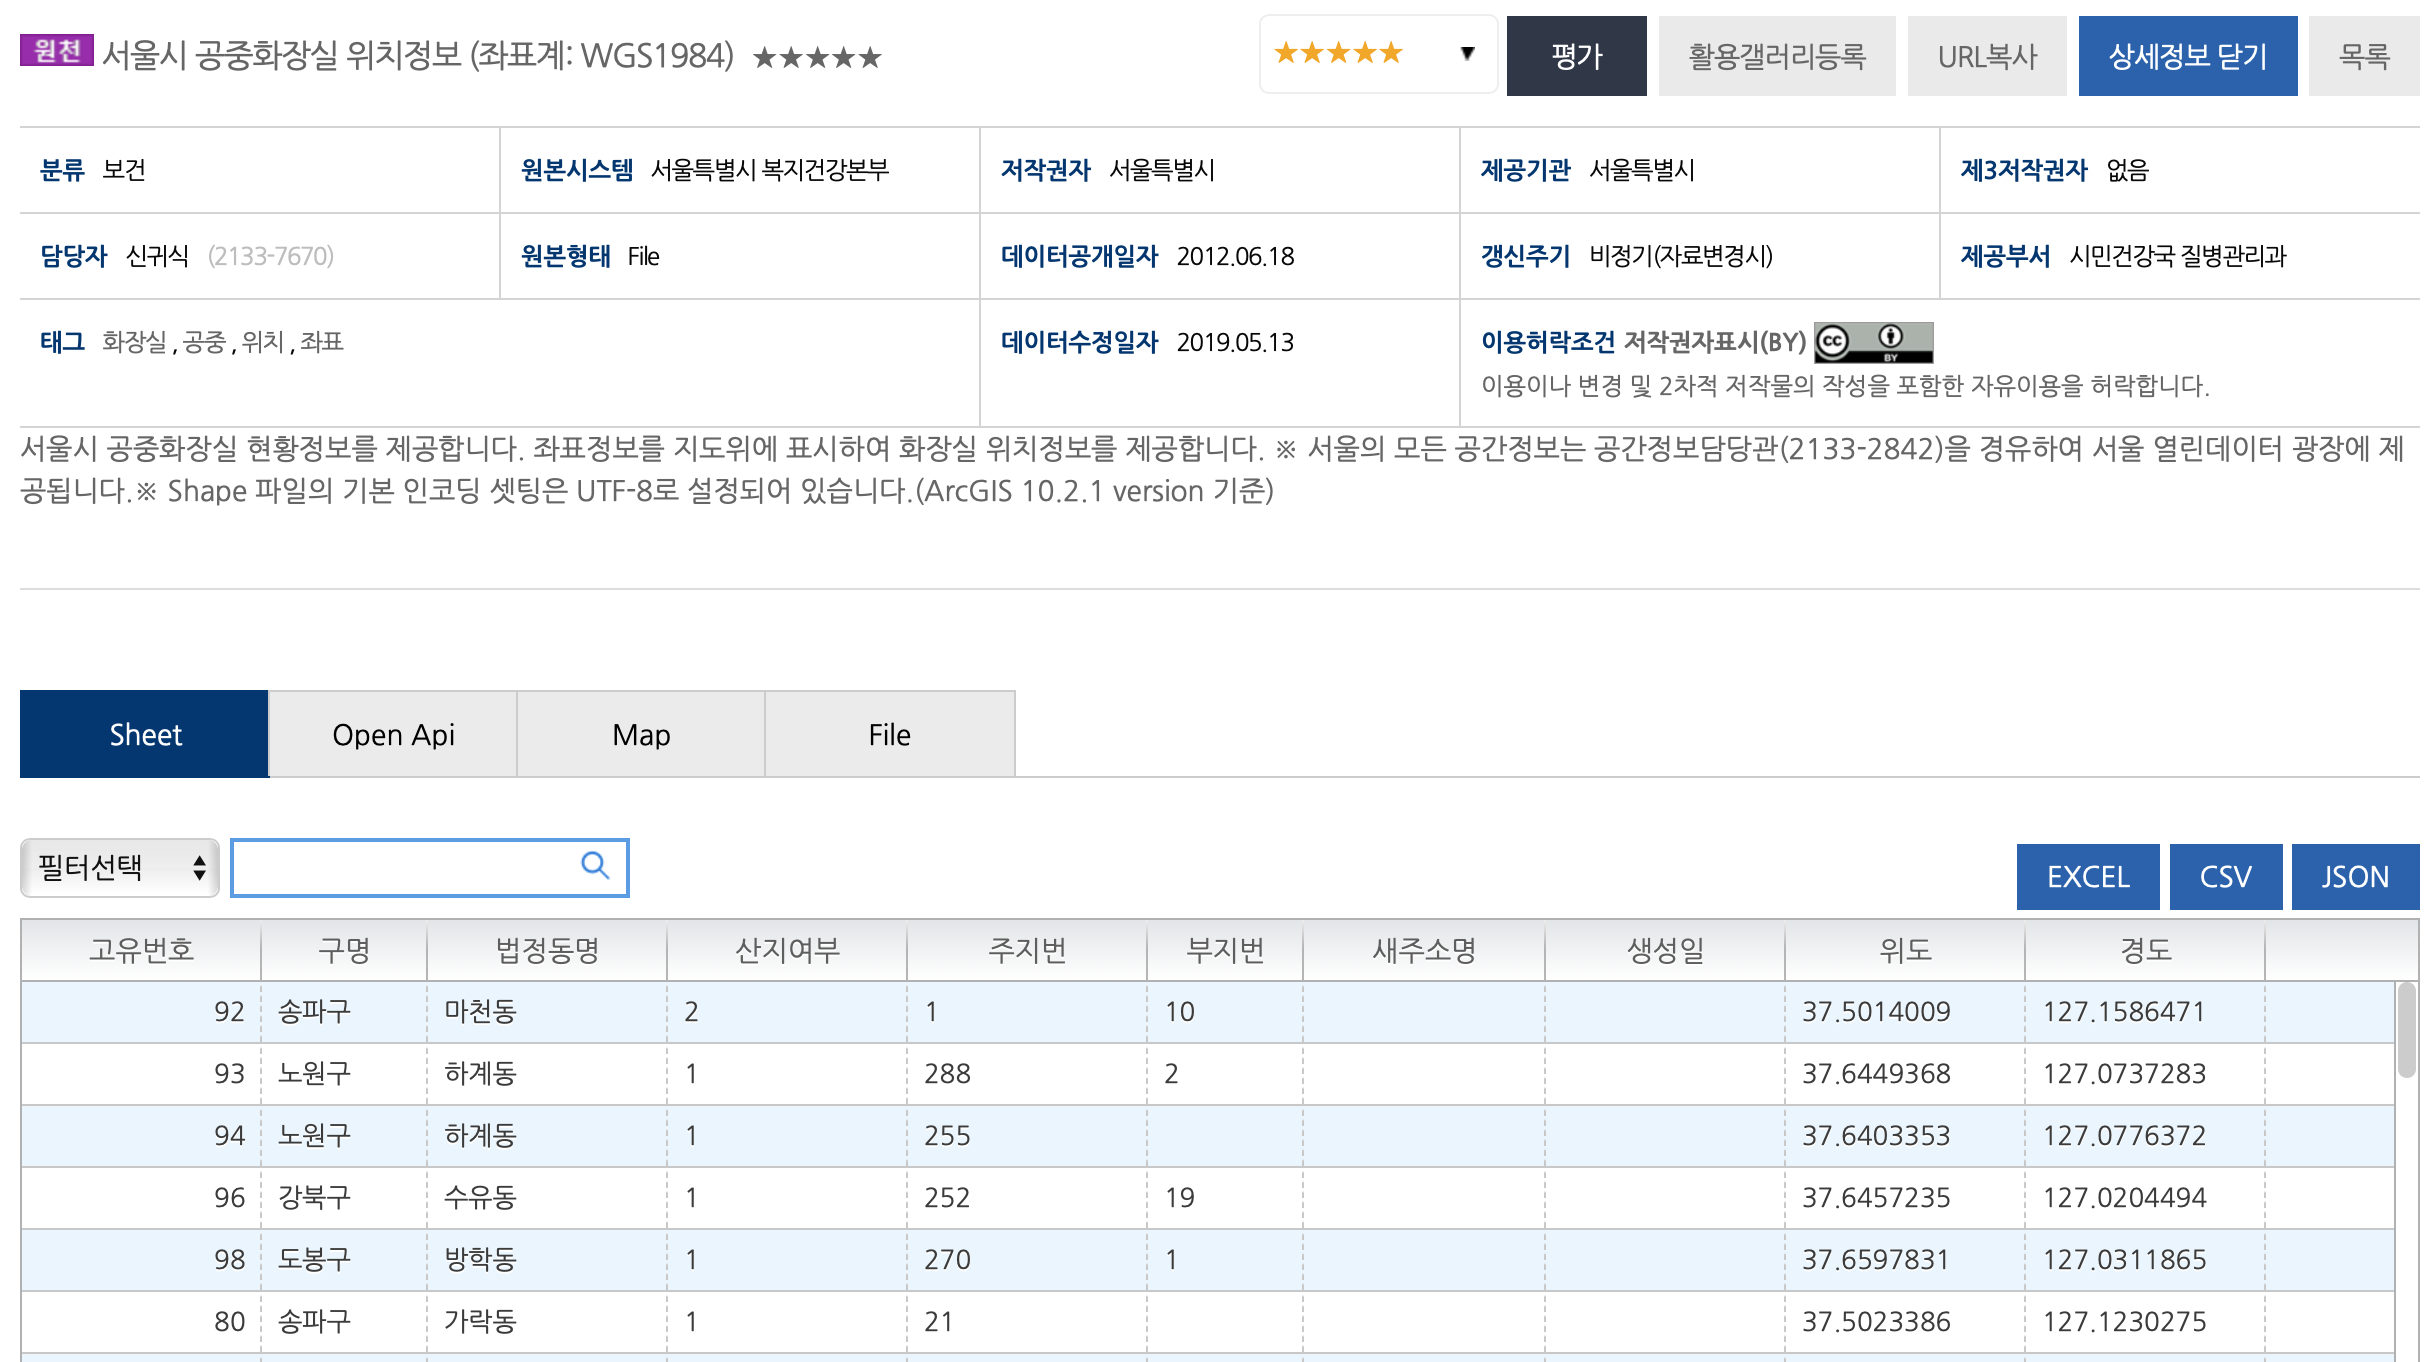 원천 서울시 공중화장실 위치정보 (좌표계: WGS1984) ★★★★★ ★★★★★ ▼ 평가 활용갤러리등록 URL복사 상세정보 닫기 목록
분류 보건 원본시스템 서울특별시 복지건강본부 저작권자 서울특별시 제공기관 서울특별시 제3저작권자 없음
담당자 신귀식 (2133-7670) 원본형태 File 데이터공개일자 2012.06.18 갱신주기 비정기(자료변경시) 제공부서 시민건강국 질병관리과
태그 화장실 , 공중 , 위치 , 좌표 데이터수정일자 2019.05.13 이용허락조건 저작권자표시(BY) cc BY
이용이나 변경 및 2차적 저작물의 작성을 포함한 자유이용을 허락합니다.
서울시 공중화장실 현황정보를 제공합니다. 좌표정보를 지도위에 표시하여 화장실 위치정보를 제공합니다. ※ 서울의 모든 공간정보는 공간정보담당관(2133-2842)을 경유하여 서울 열린데이터 광장에 제
공됩니다.※ Shape 파일의 기본 인코딩 셋팅은 UTF-8로 설정되어 있습니다.(ArcGIS 10.2.1 version 기준)
Sheet Open Api Map File
필터선택 EXCEL CSV JSON
고유번호 구명 법정동명 산지여부 주지번 부지번 새주소명 생성일 위도 경도
92 송파구 마천동 2 1 10 37.5014009 127.1586471
93 노원구 하계동 1 288 2 37.6449368 127.0737283
94 노원구 하계동 1 255 37.6403353 127.0776372
96 강북구 수유동 1 252 19 37.6457235 127.0204494
98 도봉구 방학동 1 270 1 37.6597831 127.0311865
80 송파구 가락동 1 21 37.5023386 127.1230275